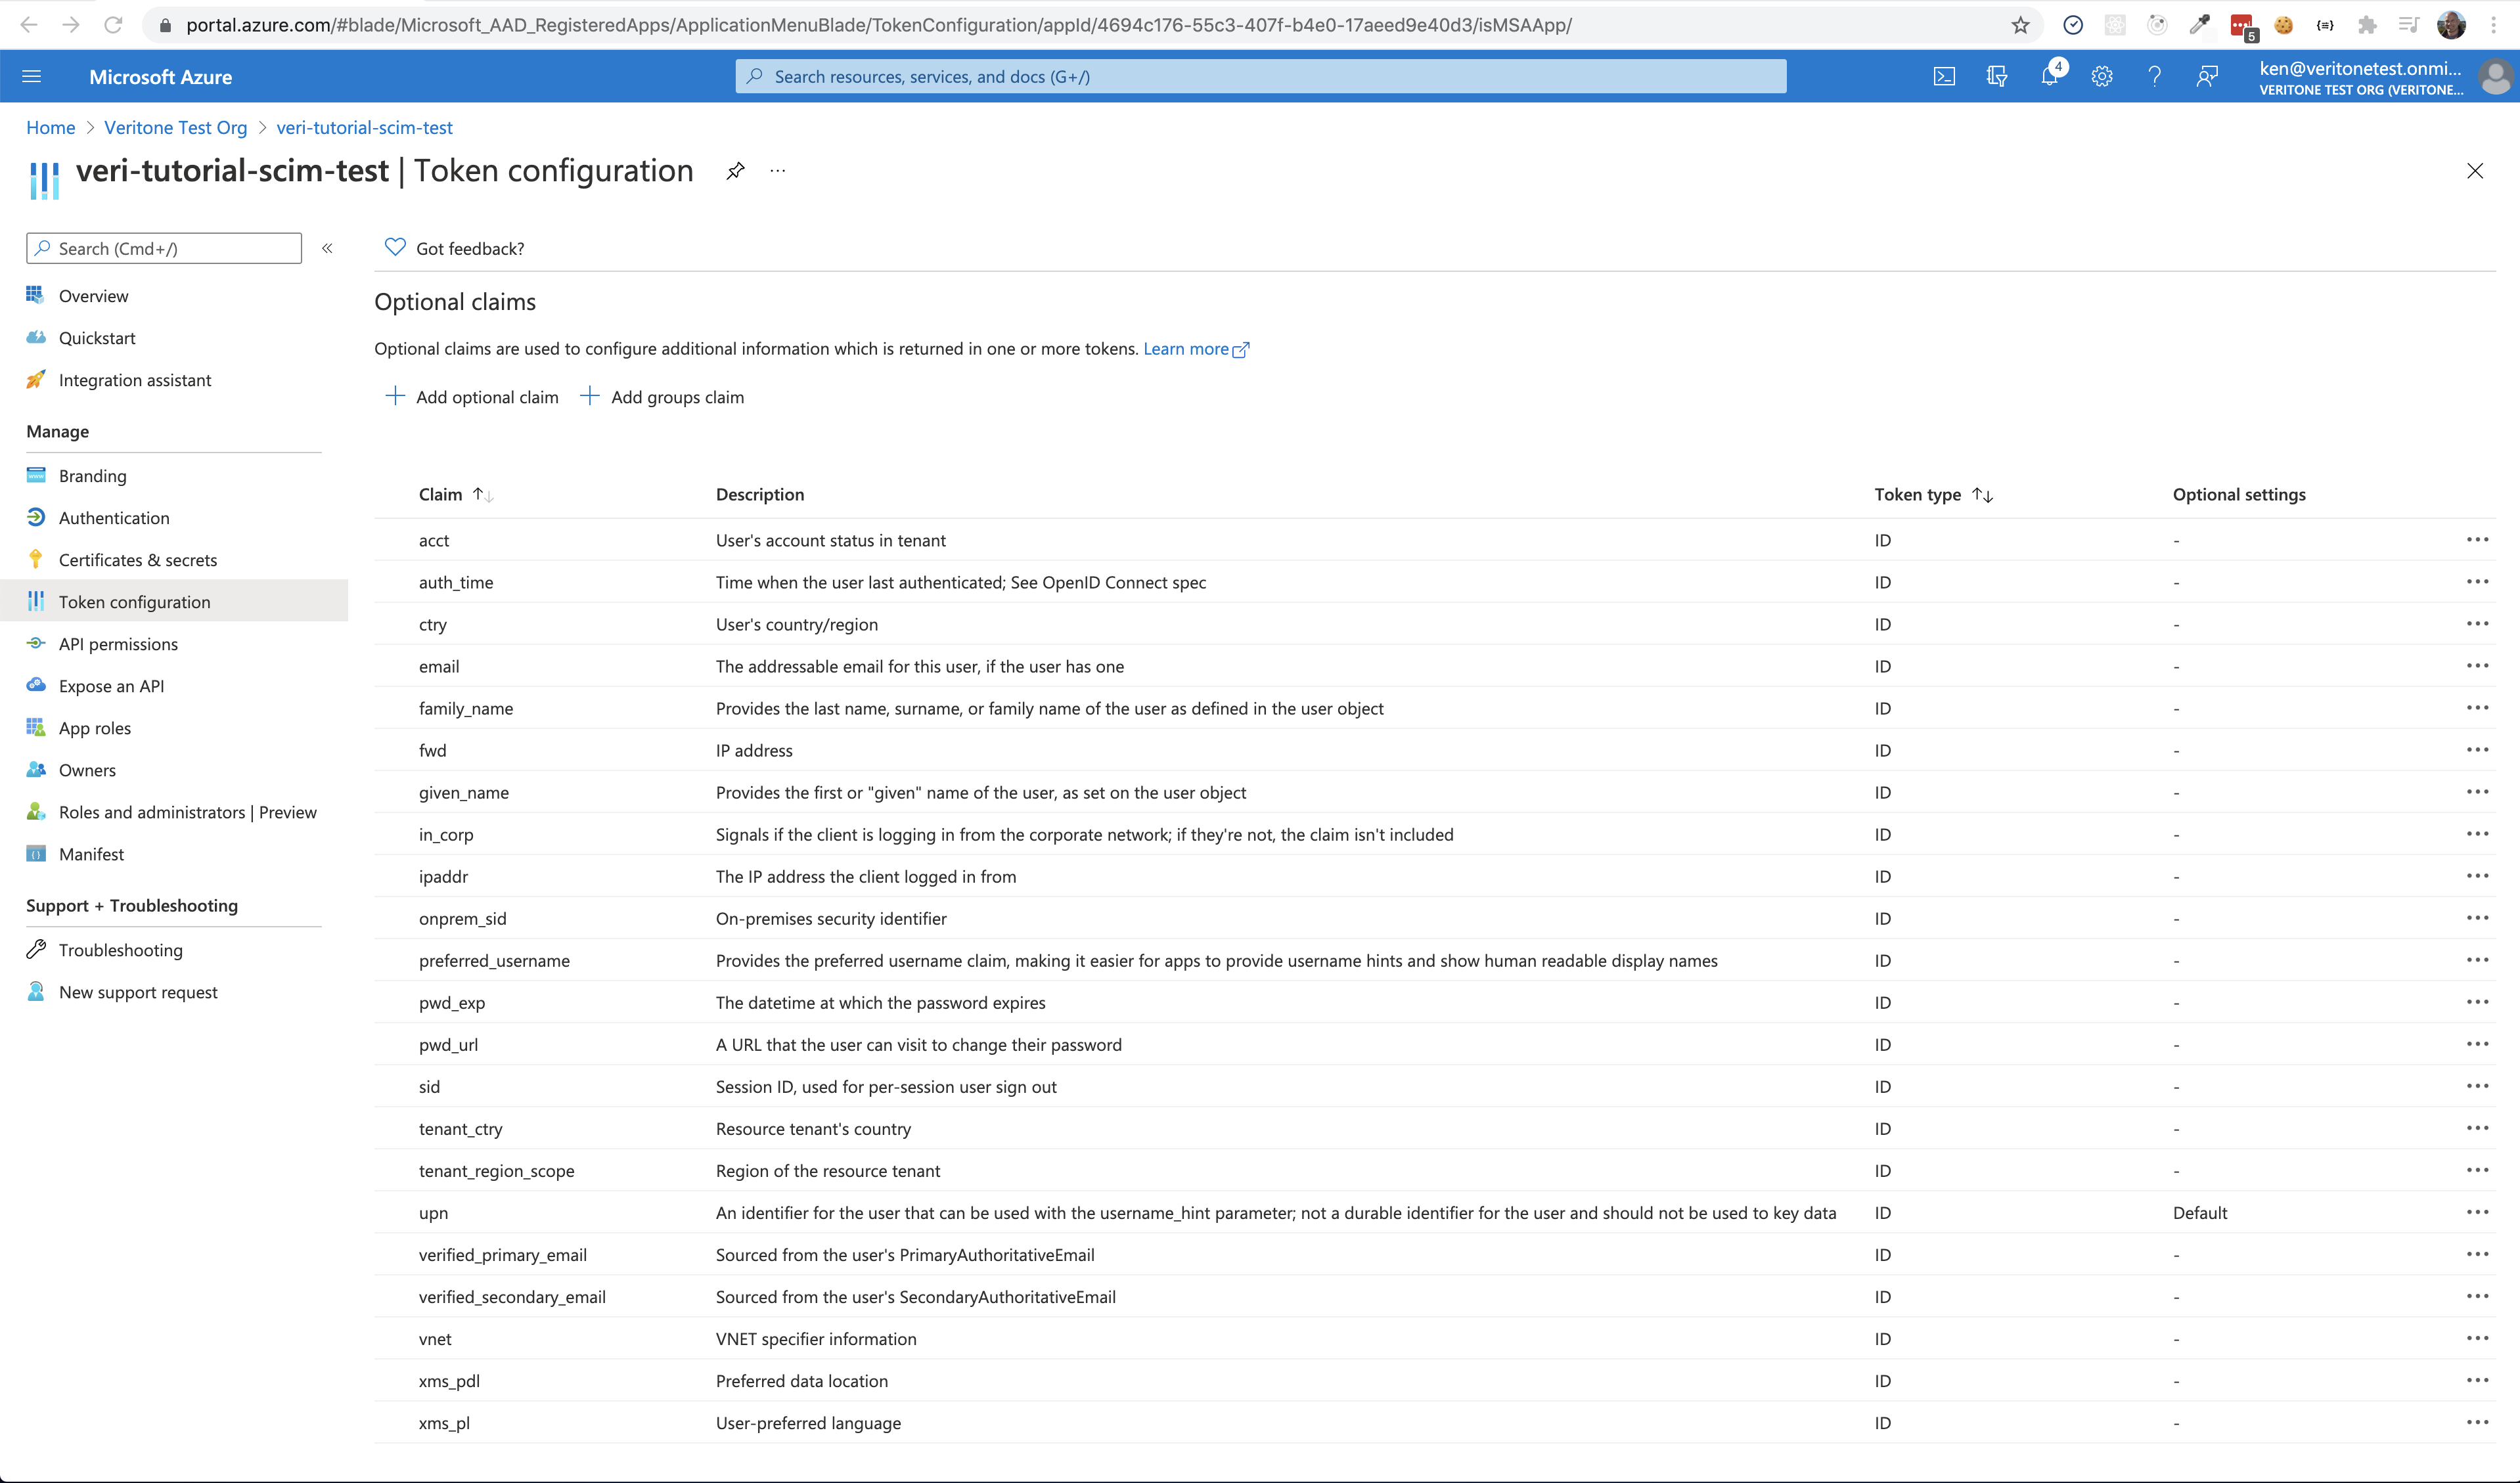 portal.azure.com/#blade/Microsoft_AAD_RegisteredApps/ApplicationMenuBlade/TokenConfiguration/appId/4694c176-55c3-407f-b4e0-17aeed9e40d3/isMSAApp/
5
Microsoft Azure
Search resources, services, and docs (G+/)
4
ken@veritonetest.onmi...
VERITONE TEST ORG (VERITONE...
Home > Veritone Test Org > veri-tutorial-scim-test
veri-tutorial-scim-test | Token configuration
Search (Cmd+/)
Got feedback?
Overview
Quickstart
Integration assistant
Manage
Branding
Authentication
Certificates & secrets
Token configuration
API permissions
Expose an API
App roles
Owners
Roles and administrators | Preview
Manifest
Support + Troubleshooting
Troubleshooting
New support request
Optional claims
Optional claims are used to configure additional information which is returned in one or more tokens. Learn more
Add optional claim Add groups claim
Claim Description Token type Optional settings
acct User's account status in tenant ID -
auth_time Time when the user last authenticated; See OpenID Connect spec ID -
ctry User's country/region ID -
email The addressable email for this user, if the user has one ID -
family_name Provides the last name, surname, or family name of the user as defined in the user object ID -
fwd IP address ID -
given_name Provides the first or "given" name of the user, as set on the user object ID -
in_corp Signals if the client is logging in from the corporate network; if they're not, the claim isn't included ID -
ipaddr The IP address the client logged in from ID -
onprem_sid On-premises security identifier ID -
preferred_username Provides the preferred username claim, making it easier for apps to provide username hints and show human readable display names ID -
pwd_exp The datetime at which the password expires ID -
pwd_url A URL that the user can visit to change their password ID -
sid Session ID, used for per-session user sign out ID -
tenant_ctry Resource tenant's country ID -
tenant_region_scope Region of the resource tenant ID -
upn An identifier for the user that can be used with the username_hint parameter; not a durable identifier for the user and should not be used to key data ID Default
verified_primary_email Sourced from the user's PrimaryAuthoritativeEmail ID -
verified_secondary_email Sourced from the user's SecondaryAuthoritativeEmail ID -
vnet VNET specifier information ID -
xms_pdl Preferred data location ID -
xms_pl User-preferred language ID -